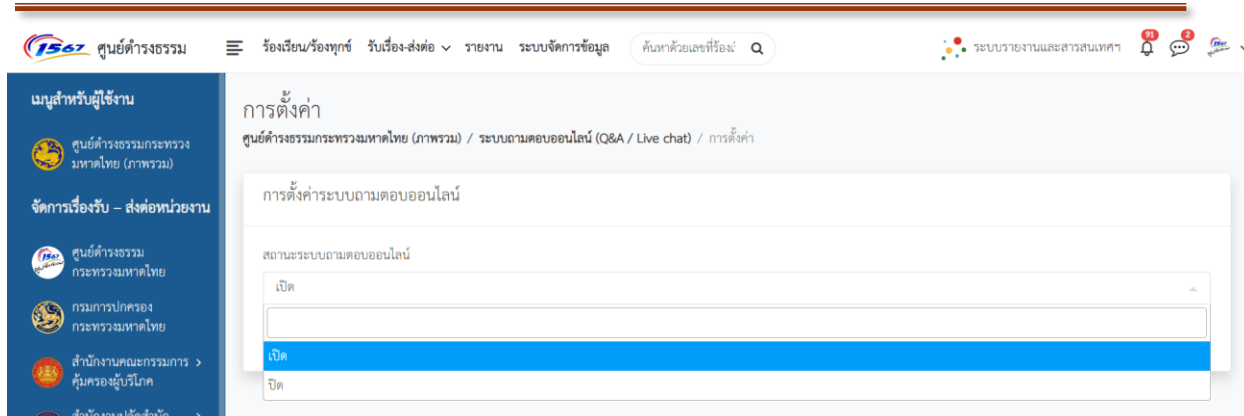 1567 ศูนย์ดำรงธรรม
ร้องเรียน/ร้องทุกข์ รับเรื่อง-ส่งต่อ รายงาน ระบบจัดการข้อมูล
ค้นหาด้วยเลขที่ร้องเ
ระบบรายงานและสารสนเทศฯ
91
2
เมนูสำหรับผู้ใช้งาน
ศูนย์ดำรงธรรมกระทรวง
มหาดไทย (ภาพรวม)
จัดการเรื่องรับ – ส่งต่อหน่วยงาน
ศูนย์ดำรงธรรม
กระทรวงมหาดไทย
กรมการปกครอง
กระทรวงมหาดไทย
สำนักงานคณะกรรมการ
คุ้มครองผู้บริโภค
สำนักงานปลัดสำนัก
การตั้งค่า
ศูนย์ดำรงธรรมกระทรวงมหาดไทย (ภาพรวม) / ระบบถามตอบออนไลน์ (Q&A / Live chat) / การตั้งค่า
การตั้งค่าระบบถามตอบออนไลน์
สถานะระบบถามตอบออนไลน์
เปิด
เปิด
ปิด